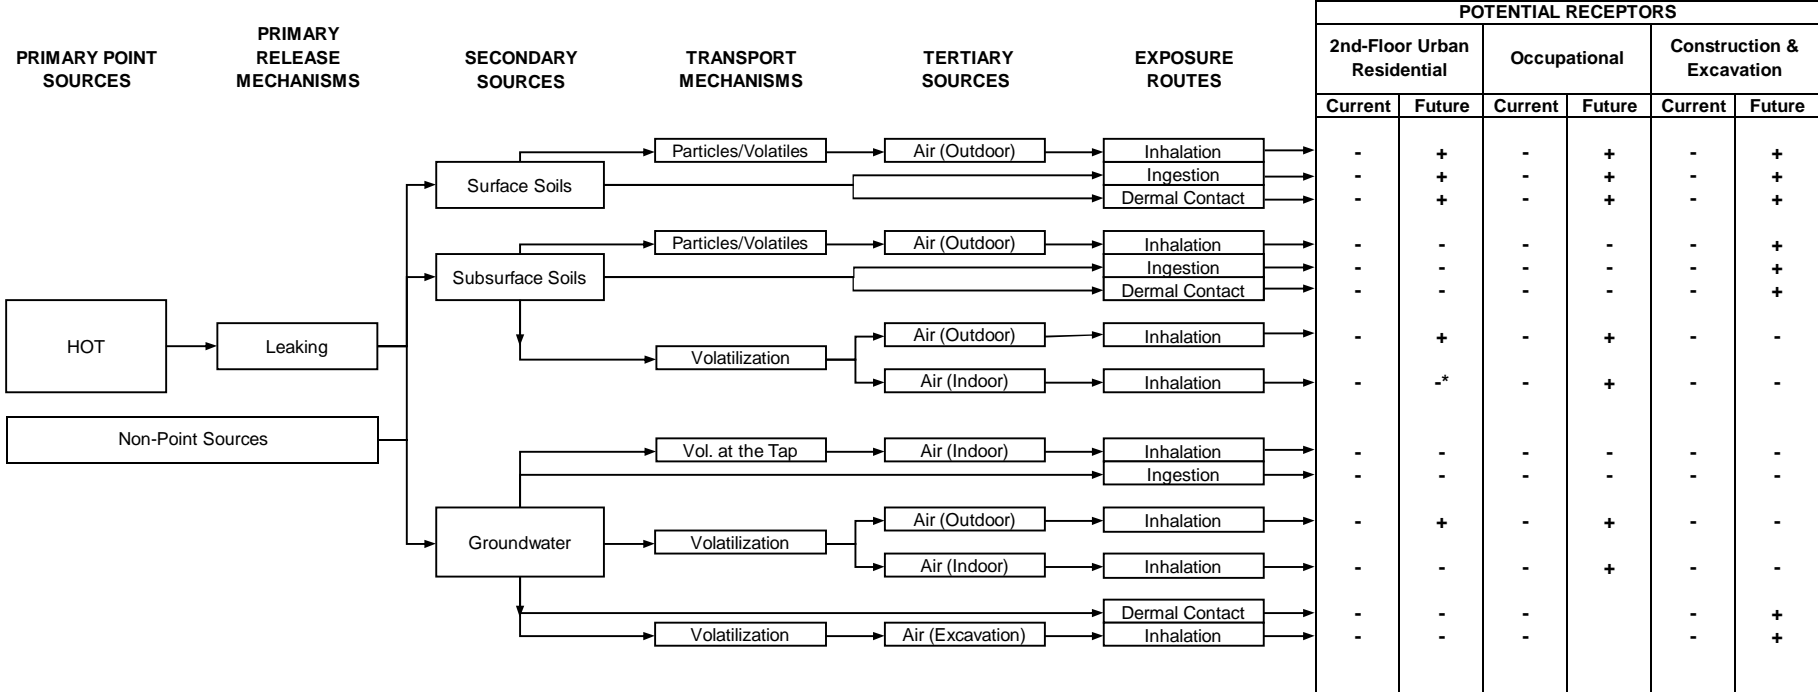 POTENTIAL RECEPTORS
PRIMARY POINT
SOURCES
PRIMARY
RELEASE
MECHANISMS
SECONDARY
SOURCES
TRANSPORT
MECHANISMS
TERTIARY
SOURCES
EXPOSURE
ROUTES
2nd-Floor Urban
Residential
Occupational
Construction &
Excavation
Current Future Current Future Current Future
Particles/Volatiles Air (Outdoor) Inhalation - + - + - +
Surface Soils
Ingestion - + - + - +
Dermal Contact - + - + - +
Particles/Volatiles Air (Outdoor) Inhalation - - - - - +
Subsurface Soils
Ingestion - - - - - +
Dermal Contact - - - - - +
HOT
Leaking
Air (Outdoor) Inhalation - + - + - -
Volatilization
Air (Indoor) Inhalation - -* - + - -
Non-Point Sources
Vol. at the Tap Air (Indoor) Inhalation - - - - - -
Ingestion - - - - - -
Air (Outdoor) Inhalation - + - + - -
Groundwater
Volatilization
Air (Indoor) Inhalation - - - + - -
Dermal Contact - - - - +
Volatilization Air (Excavation) Inhalation - - - - +